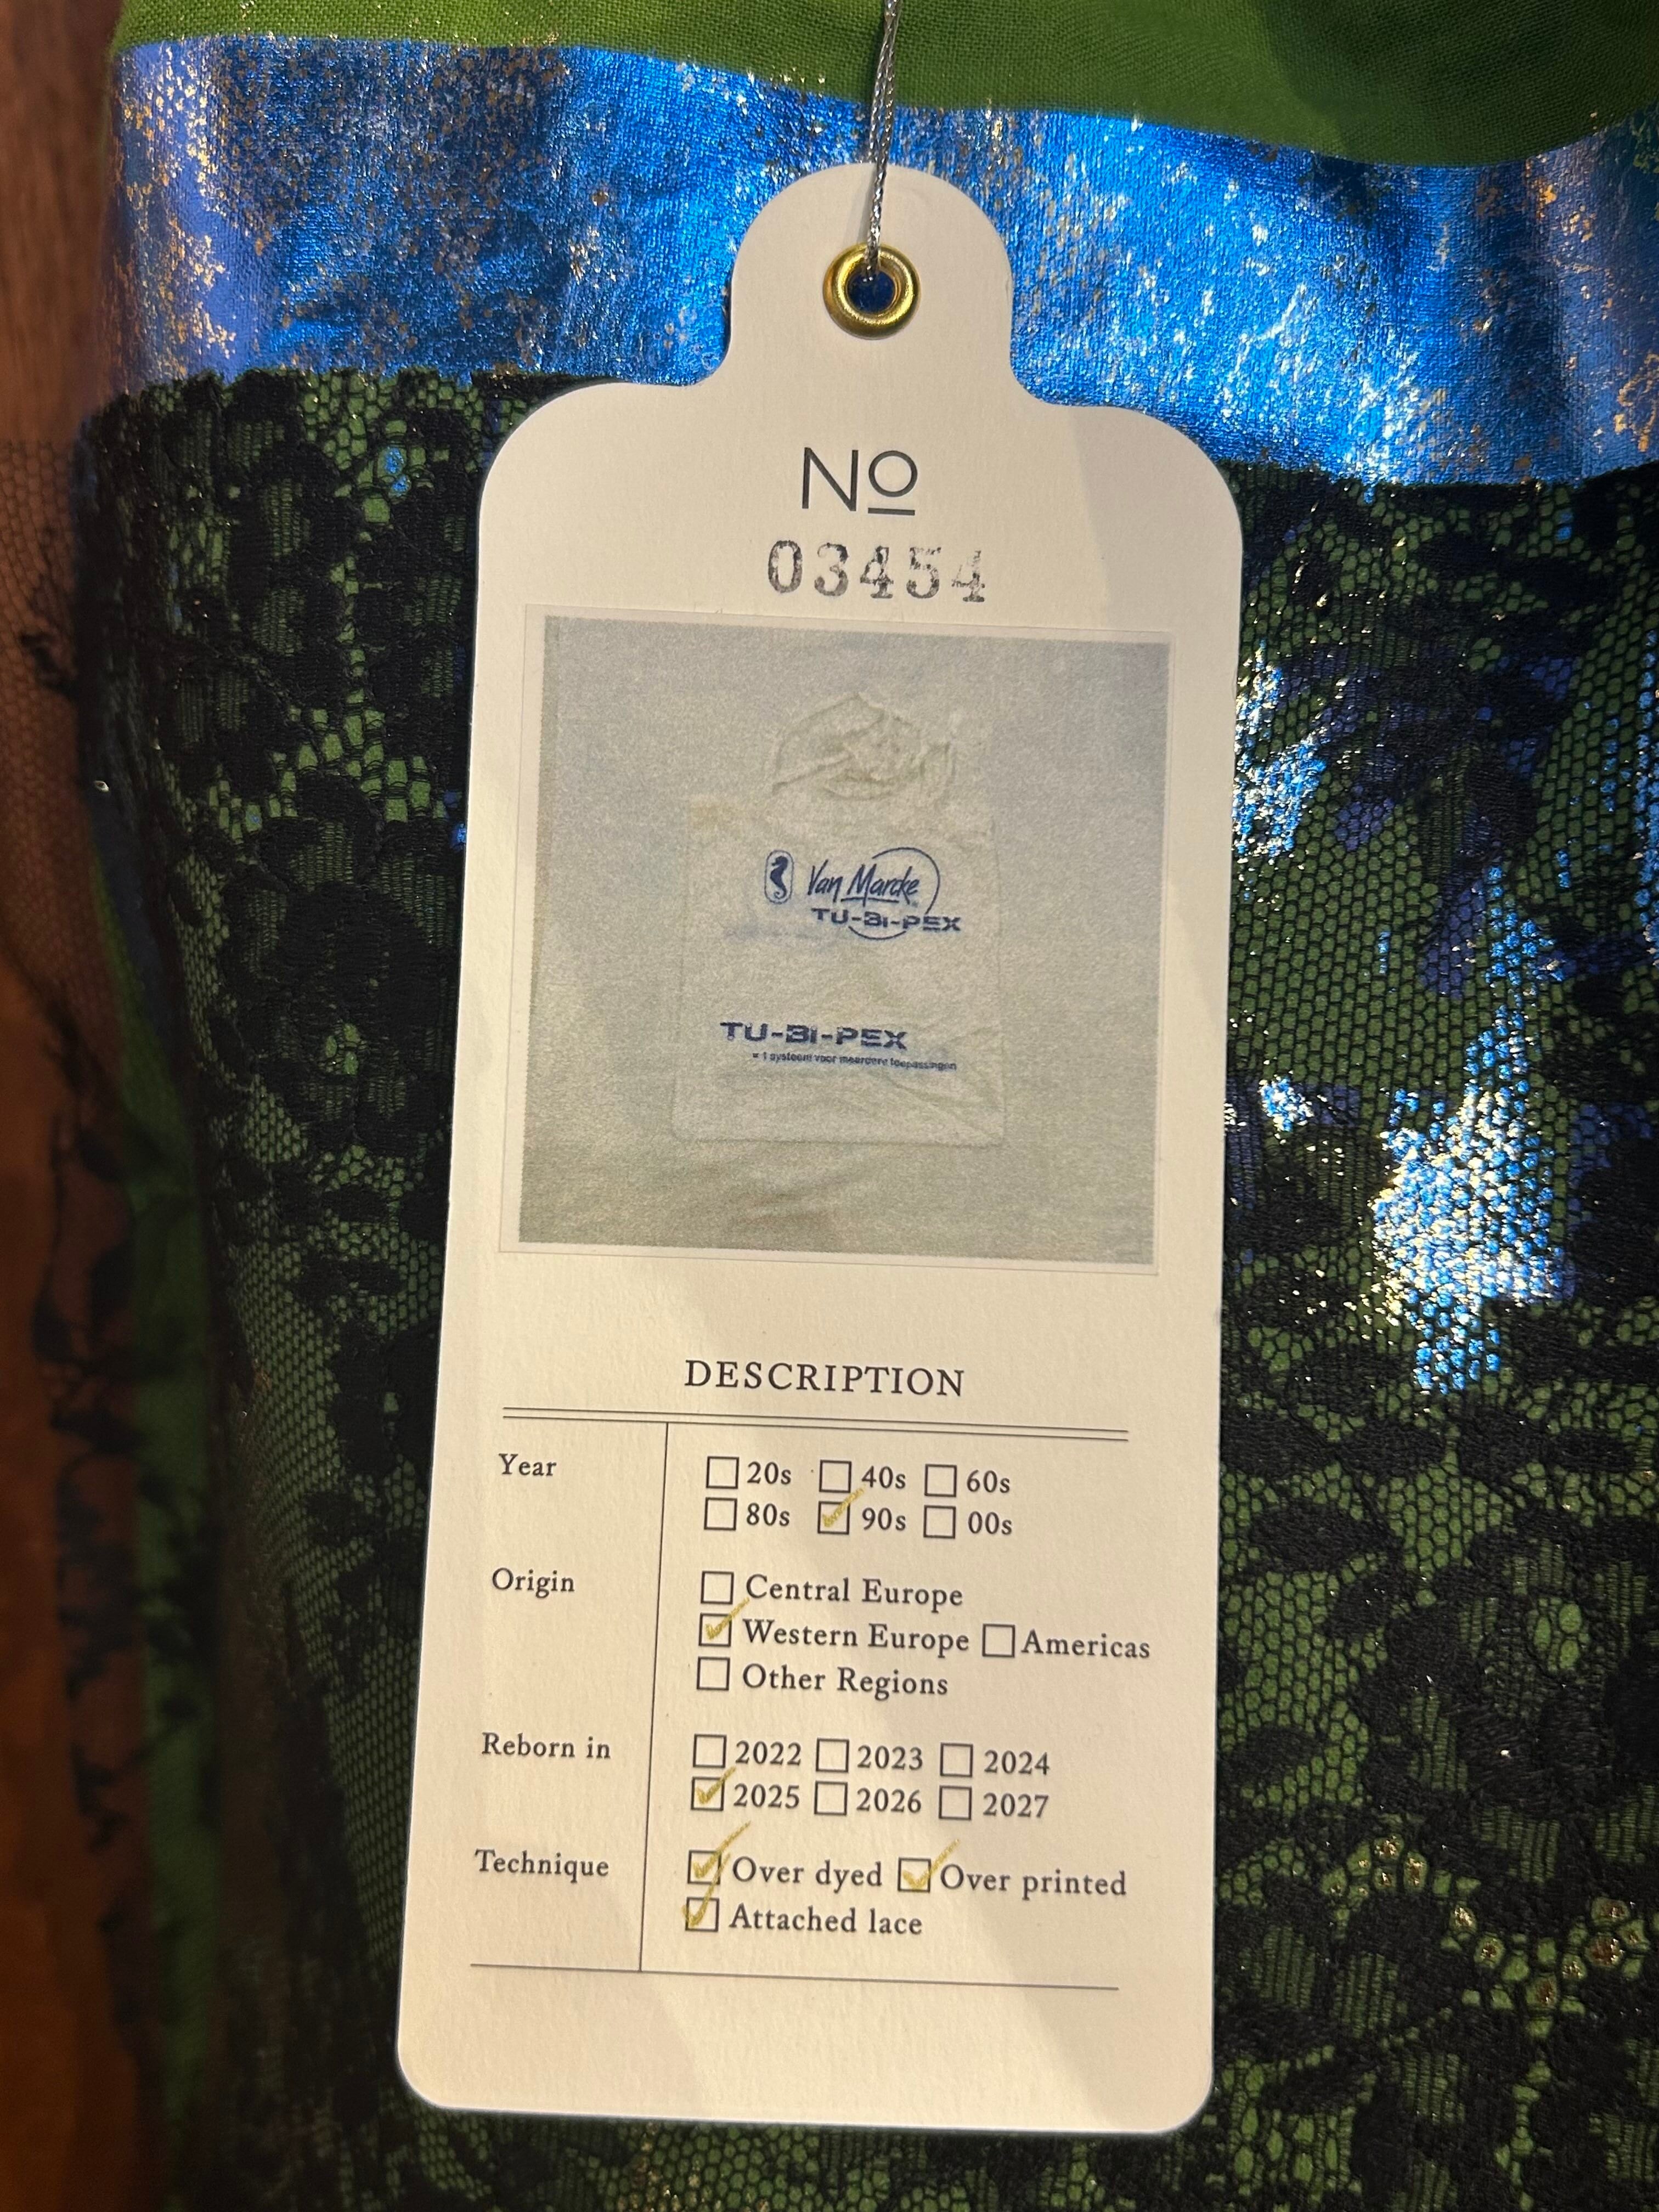 No
03454
Van Marcke
TU-BI-PEX
TU-BI-PEX
= 1 systeem voor meerdere toepassingen
DESCRIPTION
Year
20s 40s 60s
80s 90s 00s
Origin
Central Europe
Western Europe Americas
Other Regions
Reborn in
2022 2023 2024
2025 2026 2027
Technique
Over dyed Over printed
Attached lace